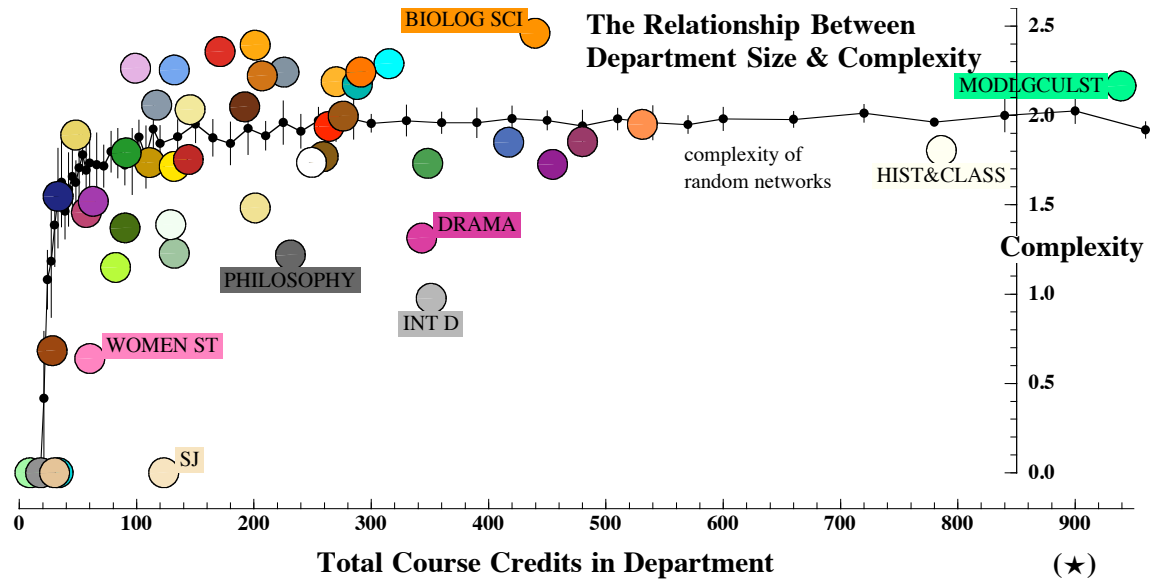 BIOLOG SCI
The Relationship Between
Department Size & Complexity
2.5
MODLGCULST
2.0
complexity of
random networks
HIST&CLASS
1.5
DRAMA
Complexity
PHILOSOPHY
1.0
INT D
WOMEN ST
0.5
SJ
0.0
0 100 200 300 400 500 600 700 800 900
Total Course Credits in Department
(★)